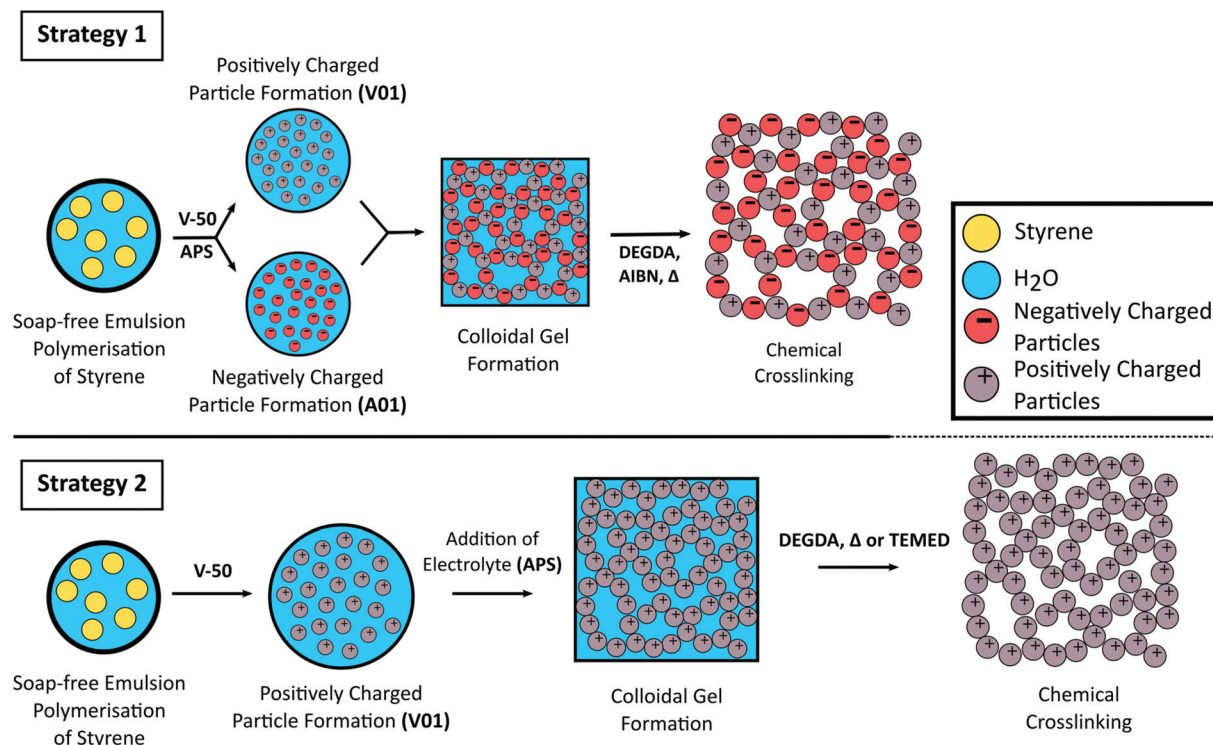 Strategy 1
Positively Charged
Particle Formation (V01)
V-50
APS
Soap-free Emulsion
Polymerisation
of Styrene
Negatively Charged
Particle Formation (A01)
Colloidal Gel
Formation
DEGDA,
AIBN, Δ
Chemical
Crosslinking
Styrene
H2O
Negatively Charged
Particles
Positively Charged
Particles
Strategy 2
Soap-free Emulsion
Polymerisation
of Styrene
V-50
Positively Charged
Particle Formation (V01)
Addition of
Electrolyte (APS)
Colloidal Gel
Formation
DEGDA, Δ or TEMED
Chemical
Crosslinking